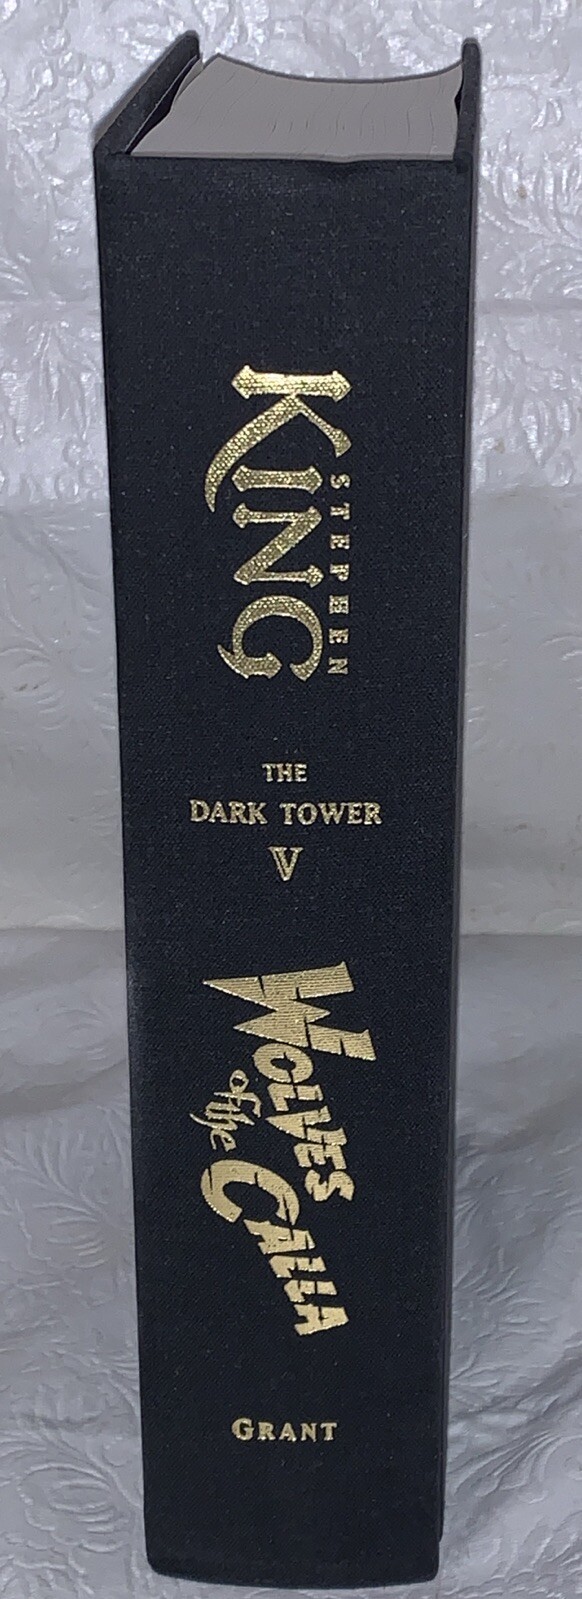 STEPHEN
KING
THE
DARK TOWER
V
WOLVES
of the
CALLA
GRANT